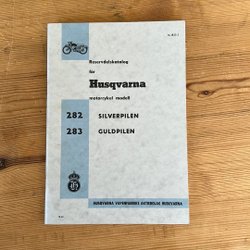 Reservdelskatalog
för
Husqvarna
motorcykel modell
282 SILVERPILEN
283 GULDPILEN
HUSQVARNA VAPENFABRIKS AKTIEBOLAG HUSQVARNA